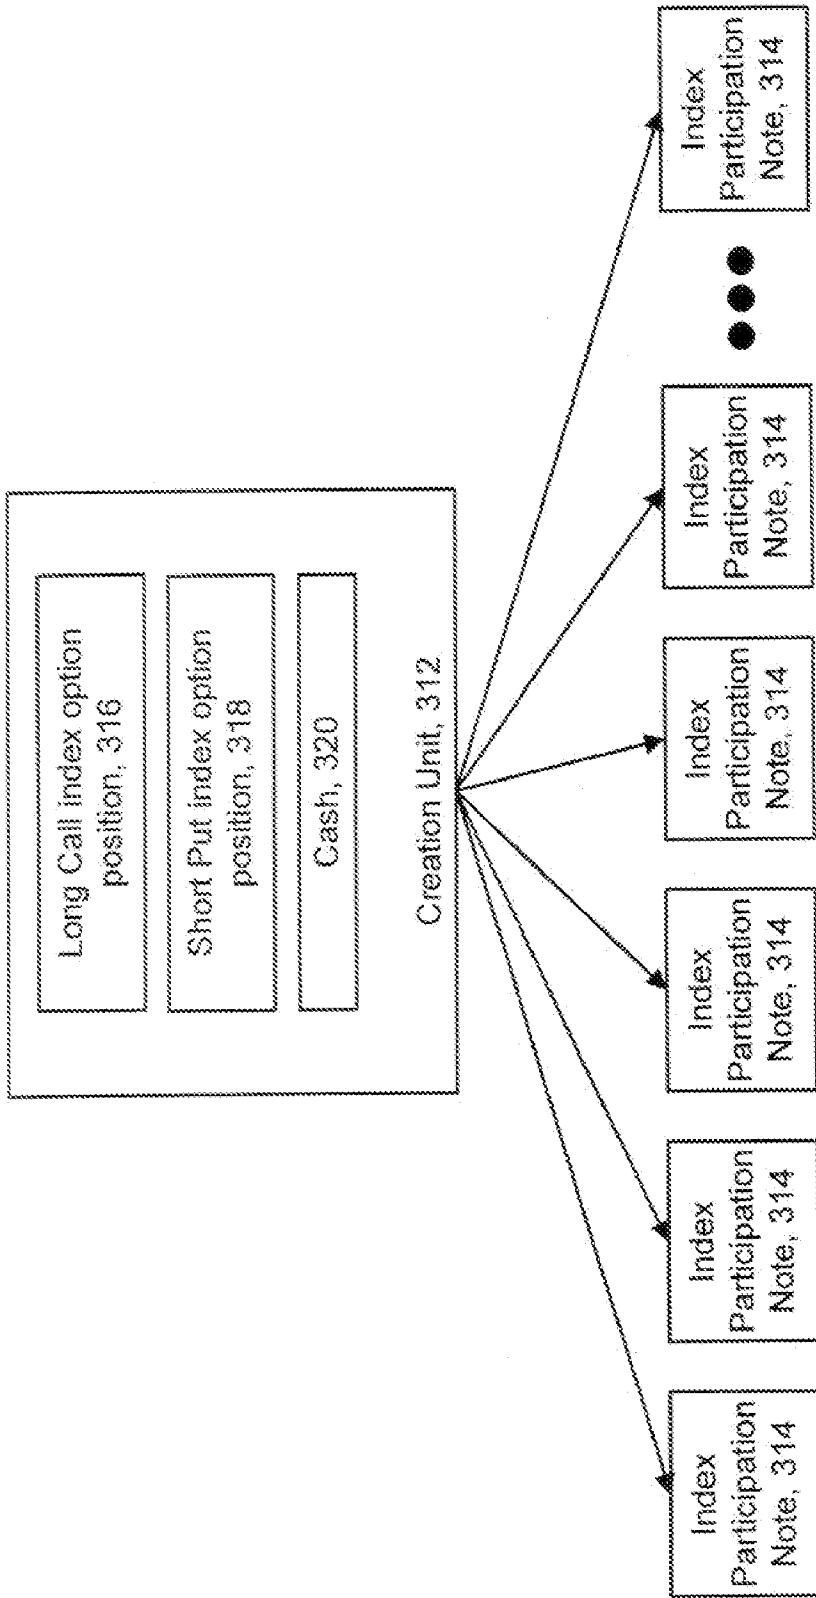 Long Call index option
position, 316
Short Put index option
position, 318
Cash, 320
Creation Unit, 312
Index
Participation
Note, 314
Index
Participation
Note, 314
Index
Participation
Note, 314
Index
Participation
Note, 314
Index
Participation
Note, 314
Index
Participation
Note, 314